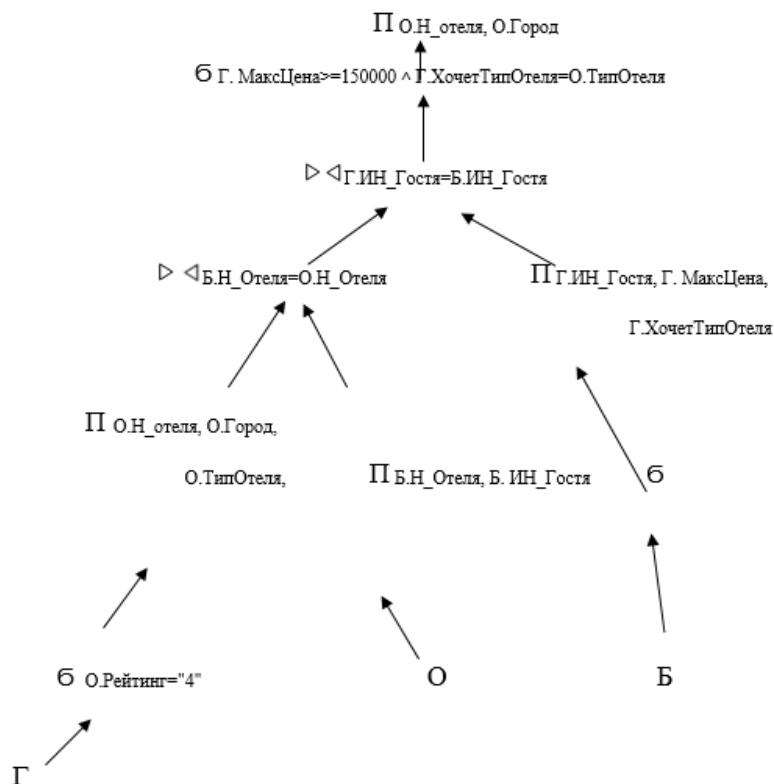 П О.Н_отеля, О.Город
б Г. МаксЦена>=150000 ^ Г.ХочетТипОтеля=О.ТипОтеля
▷◁ Г.ИН_Гостя=Б.ИН_Гостя
▷◁ Б.Н_Отеля=О.Н_Отеля
П Г.ИН_Гостя, Г. МаксЦена,
Г.ХочетТипОтеля
П О.Н_отеля, О.Город,
О.ТипОтеля,
П Б.Н_Отеля, Б. ИН_Гостя
б
б О.Рейтинг="4"
О
Б
Г